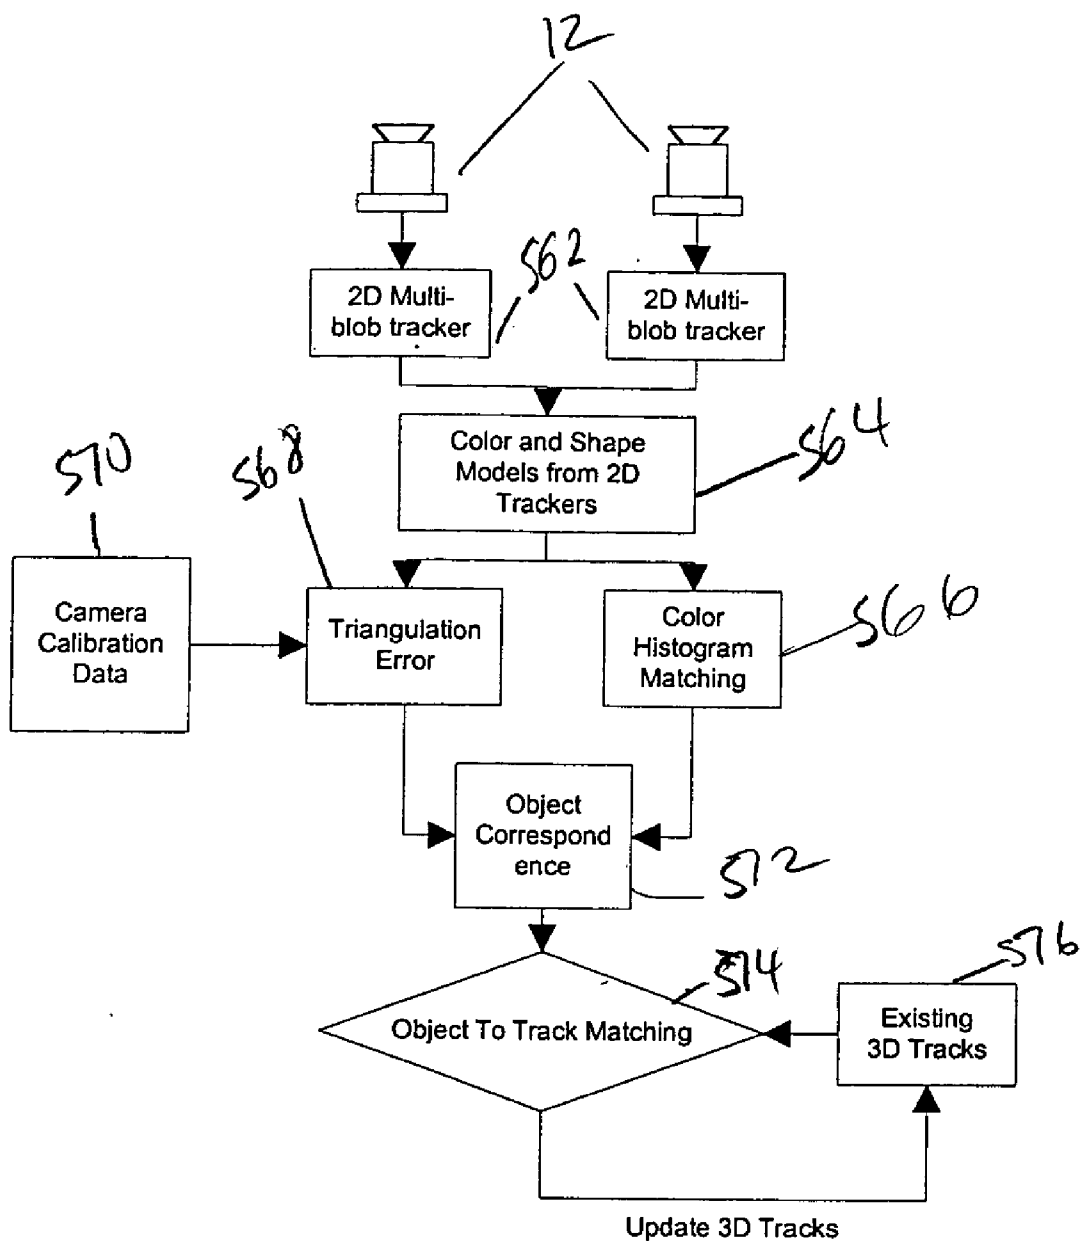 12
562
2D Multi-
blob tracker
2D Multi-
blob tracker
Color and Shape
Models from 2D
Trackers
564
570
568
Camera
Calibration
Data
Triangulation
Error
Color
Histogram
Matching
566
Object
Correspond
ence
572
574
576
Object To Track Matching
Existing
3D Tracks
Update 3D Tracks